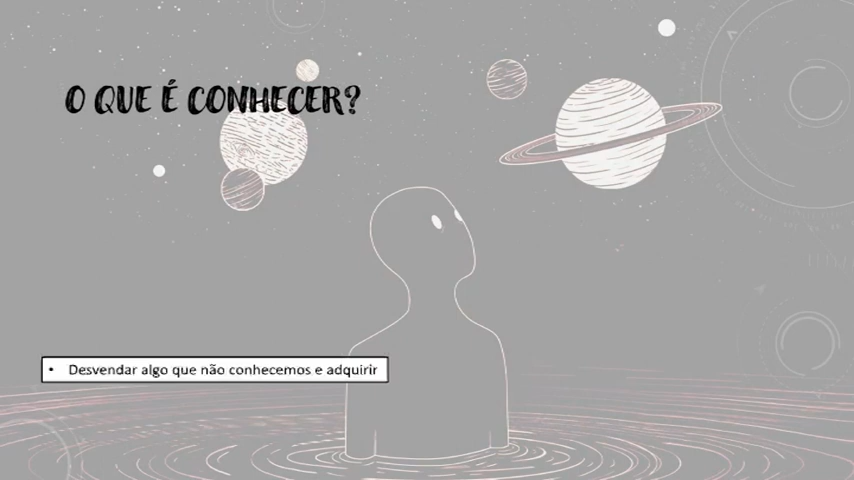 O QUE É CONHECER?
• Desvendar algo que não conhecemos e adquirir